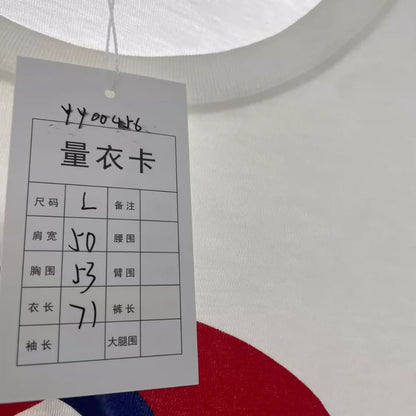 YY00456
量衣卡
尺码 L 备注
肩宽 50 腰围
胸围 53 臂围
衣长 71 裤长
袖长 大腿围